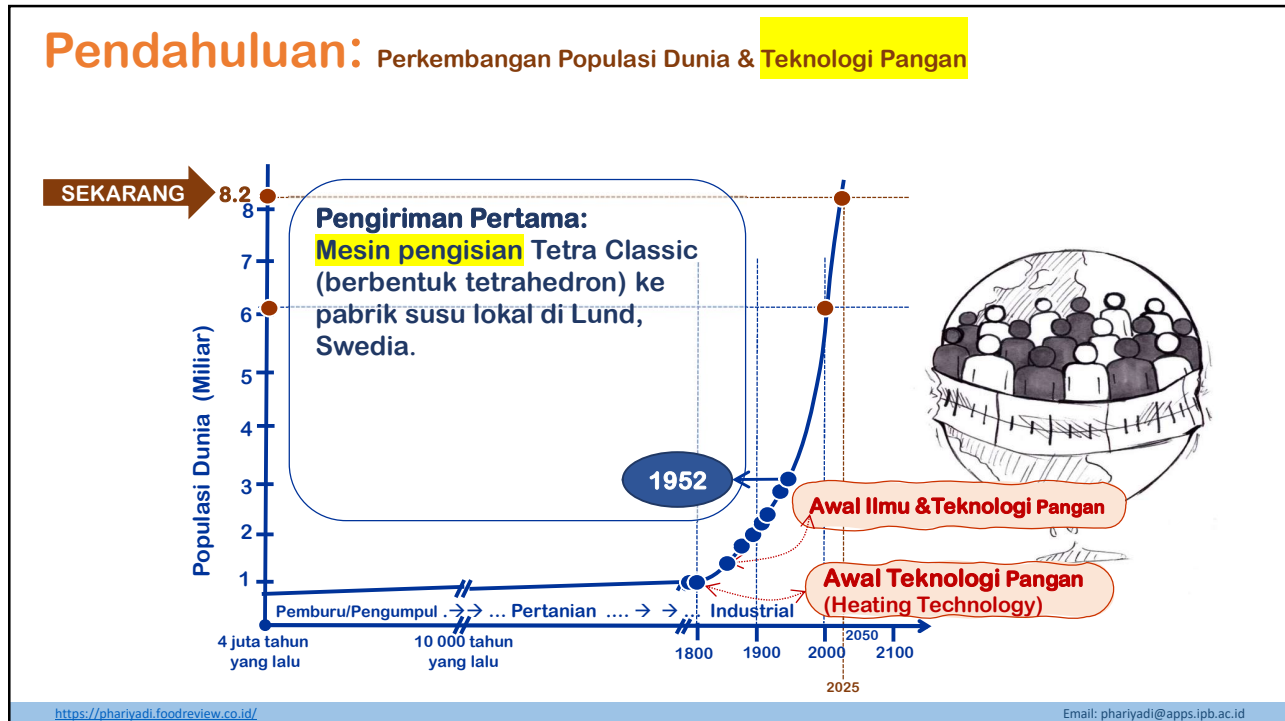 Pendahuluan: Perkembangan Populasi Dunia & Teknologi Pangan
SEKARANG
8.2
8
7
6
5
4
3
2
1
Populasi Dunia (Miliar)
Pengiriman Pertama:
Mesin pengisian Tetra Classic
(berbentuk tetrahedron) ke
pabrik susu lokal di Lund,
Swedia.
1952
Awal Ilmu &Teknologi Pangan
Awal Teknologi Pangan
(Heating Technology)
Pemburu/Pengumpul .→→ ... Pertanian .... → → ... Industrial
4 juta tahun
yang lalu
10 000 tahun
yang lalu
1800
1900
2000
2050
2100
2025
https://phariyadi.foodreview.co.id/
Email: phariyadi@apps.ipb.ac.id